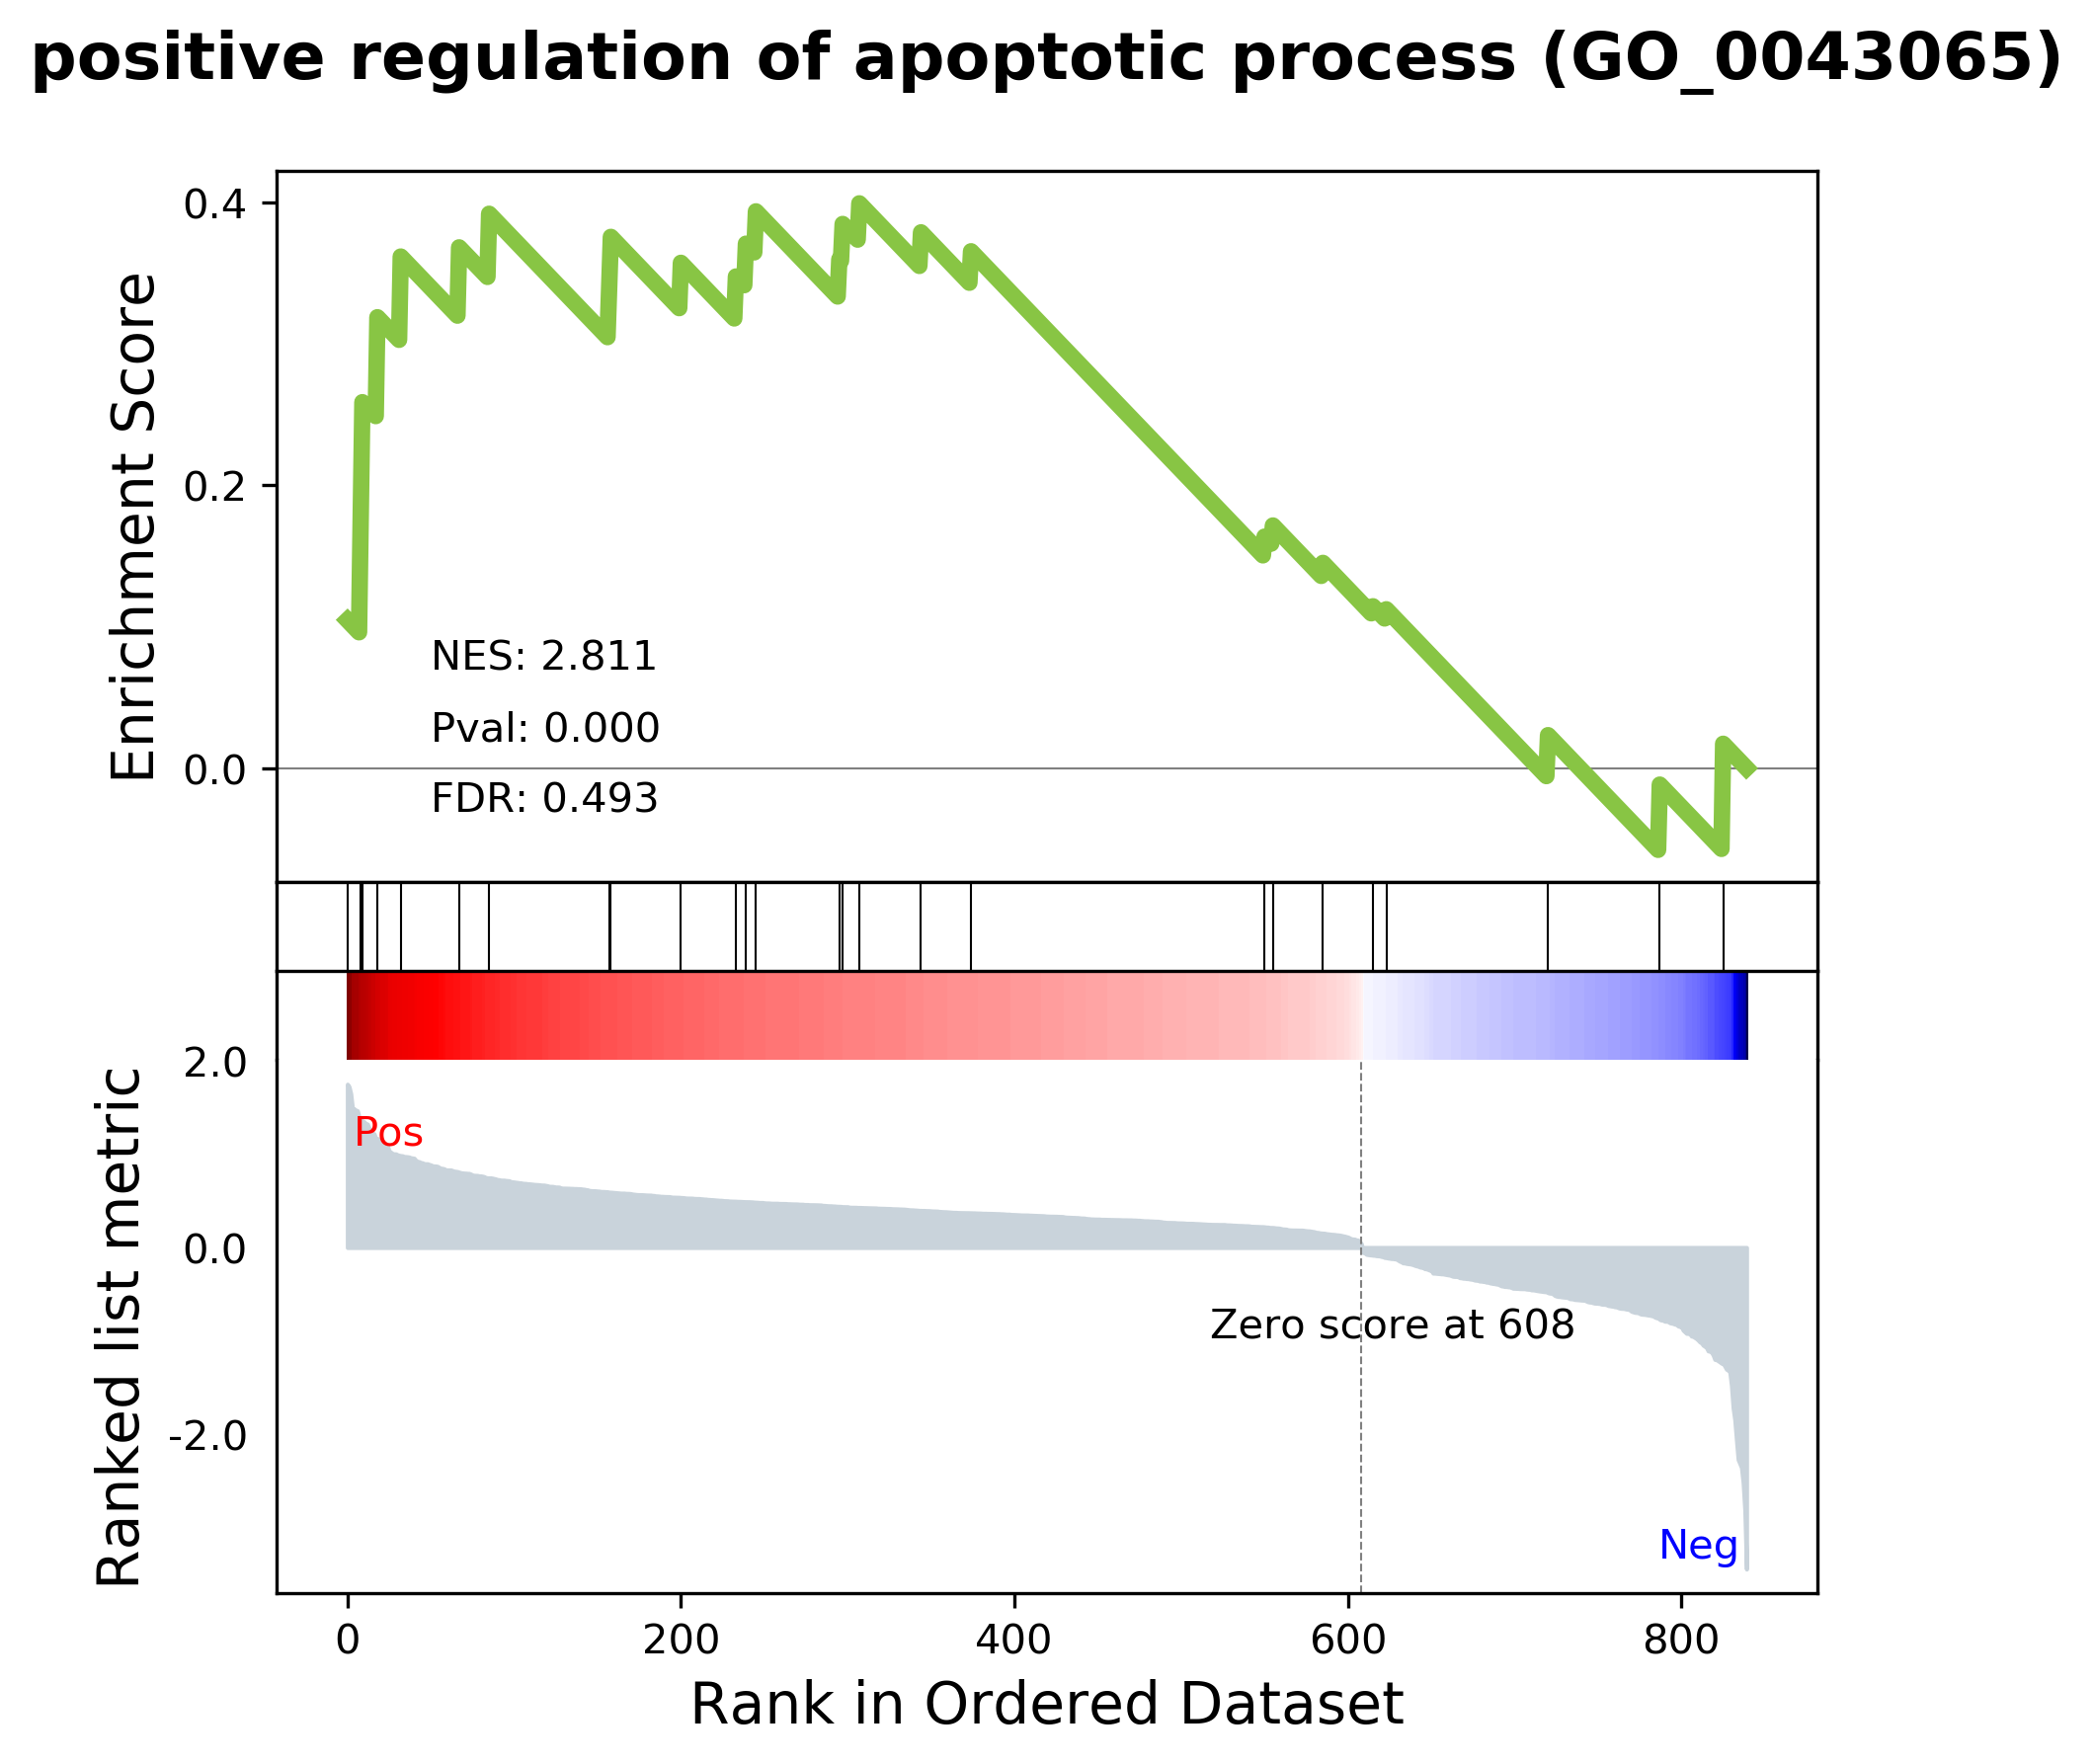 positive regulation of apoptotic process (GO_0043065)
Enrichment Score
0.4
0.2
0.0
NES: 2.811
Pval: 0.000
FDR: 0.493
Ranked list metric
2.0
0.0
-2.0
Pos
Zero score at 608
Neg
0 200 400 600 800
Rank in Ordered Dataset